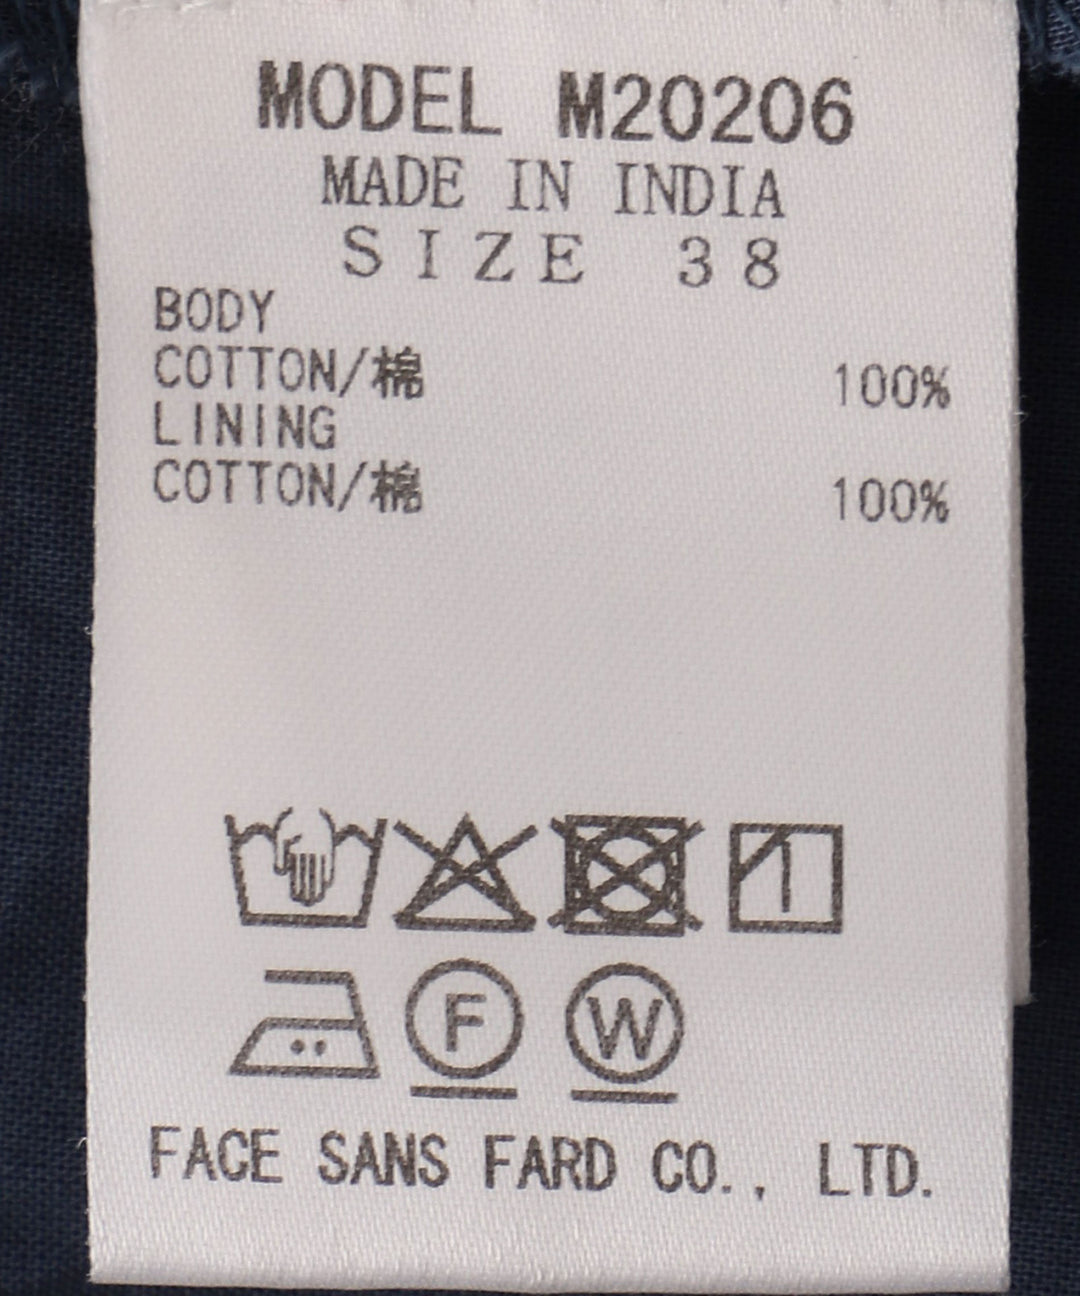 MODEL M20206
MADE IN INDIA
SIZE 38
BODY
COTTON/棉 100%
LINING
COTTON/棉 100%
F W
FACE SANS FARD CO., LTD.